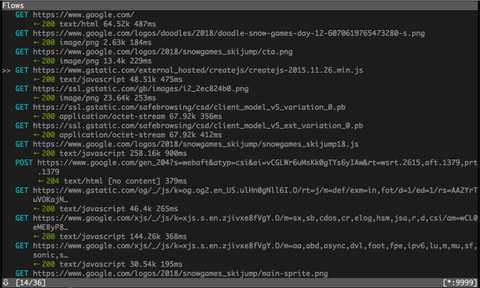 Flows
GET https://www.google.com/
← 200 text/html 64.52k 487ms
GET https://www.google.com/logos/doodles/2018/doodle-snow-games-day-12-6070619765473280-s.png
← 200 image/png 2.63k 184ms
GET https://www.google.com/logos/2018/snowgames_skijump/cta.png
← 200 image/png 13.4k 229ms
>> GET https://www.gstatic.com/external_hosted/createjs/createjs-2015.11.26.min.js
← 200 text/javascript 48.51k 475ms
GET https://ssl.gstatic.com/gb/images/i2_2ec824b0.png
← 200 image/png 23.64k 253ms
GET https://ssl.gstatic.com/safebrowsing/csd/client_model_v5_variation_0.pb
← 200 application/octet-stream 67.92k 356ms
GET https://ssl.gstatic.com/safebrowsing/csd/client_model_v5_ext_variation_0.pb
← 200 application/octet-stream 67.92k 412ms
GET https://www.google.com/logos/2018/snowgames_skijump/snowgames_skijump18.js
← 200 text/javascript 258.16k 900ms
POST https://www.google.com/gen_204?s=webaft&atyp=csi&ei=vCGLWr6uMsKk0gTYs6yIAw&rt=wsrt.2615,aft.1379,prt
.1379
← 204 text/html [no content] 379ms
GET https://www.gstatic.com/og/_/js/k=og.og2.en_US.ulHn0gNll6I.O/rt=j/m=def/exm=in,fot/d=1/ed=1/rs=AA2YrT
uVOKajN…
← 200 text/javascript 46.4k 265ms
GET https://www.google.com/xjs/_/js/k=xjs.s.en.zjivxe8fVgY.O/m=sx,sb,cdos,cr,elog,hsm,jsa,r,d,csi/am=wCL0
eMEByP8…
← 200 text/javascript 144.26k 368ms
GET https://www.google.com/xjs/_/js/k=xjs.s.en.zjivxe8fVgY.O/m=aa,abd,async,dvl,foot,fpe,ipv6,lu,m,mu,sf,
sonic,s…
← 200 text/javascript 30.54k 195ms
GET https://www.google.com/logos/2018/snowgames_skijump/main-sprite.png
⇩ [14/36] [*:9999]